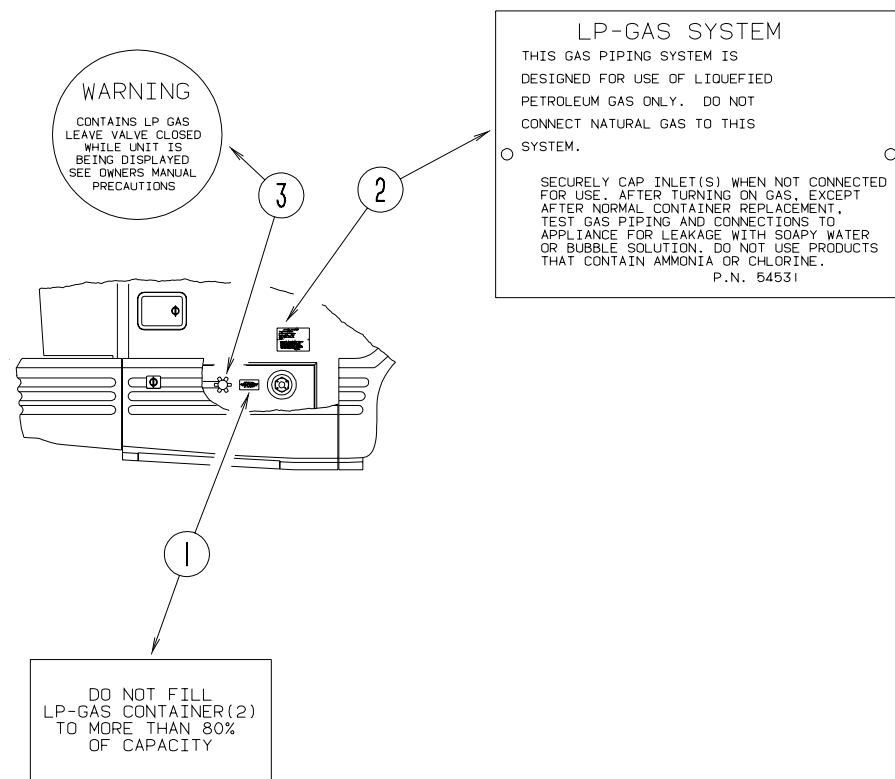 WARNING
CONTAINS LP GAS
LEAVE VALVE CLOSED
WHILE UNIT IS
BEING DISPLAYED
SEE OWNERS MANUAL
PRECAUTIONS
3
2
LP-GAS SYSTEM
THIS GAS PIPING SYSTEM IS
DESIGNED FOR USE OF LIQUEFIED
PETROLEUM GAS ONLY. DO NOT
CONNECT NATURAL GAS TO THIS
SYSTEM.
SECURELY CAP INLET(S) WHEN NOT CONNECTED
FOR USE. AFTER TURNING ON GAS, EXCEPT
AFTER NORMAL CONTAINER REPLACEMENT,
TEST GAS PIPING AND CONNECTIONS TO
APPLIANCE FOR LEAKAGE WITH SOAPY WATER
OR BUBBLE SOLUTION. DO NOT USE PRODUCTS
THAT CONTAIN AMMONIA OR CHLORINE.
P.N. 54531
1
DO NOT FILL
LP-GAS CONTAINER(2)
TO MORE THAN 80%
OF CAPACITY